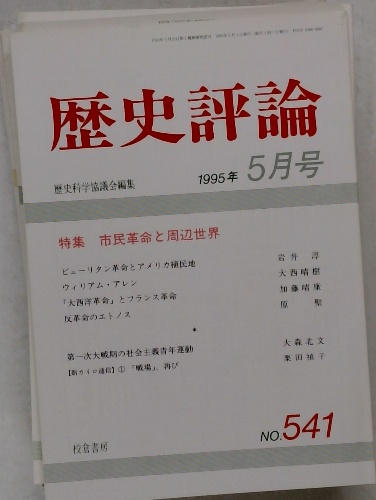 歴史評論
歴史科学協議会編集
1995年 5月号
特集 市民革命と周辺世界
ピューリタン革命とアメリカ植民地 岩井 淳
ウィリアム・アレン 大西晴樹
「大西洋革命」とフランス革命 加藤晴康
反革命のエトノス 原 聖
*
第一次大戦期の社会主義青年運動 大森北文
【新カイロ通信】①「戦場」、再び 栗田禎子
校倉書房
NO.541